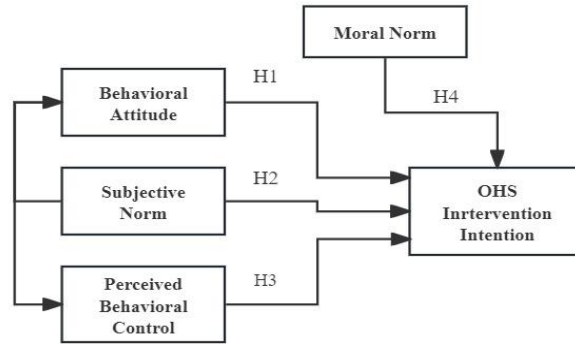 Moral Norm
H4
Behavioral
Attitude
H1
Subjective
Norm
H2
Perceived
Behavioral
Control
H3
OHS
Inrtervention
Intention